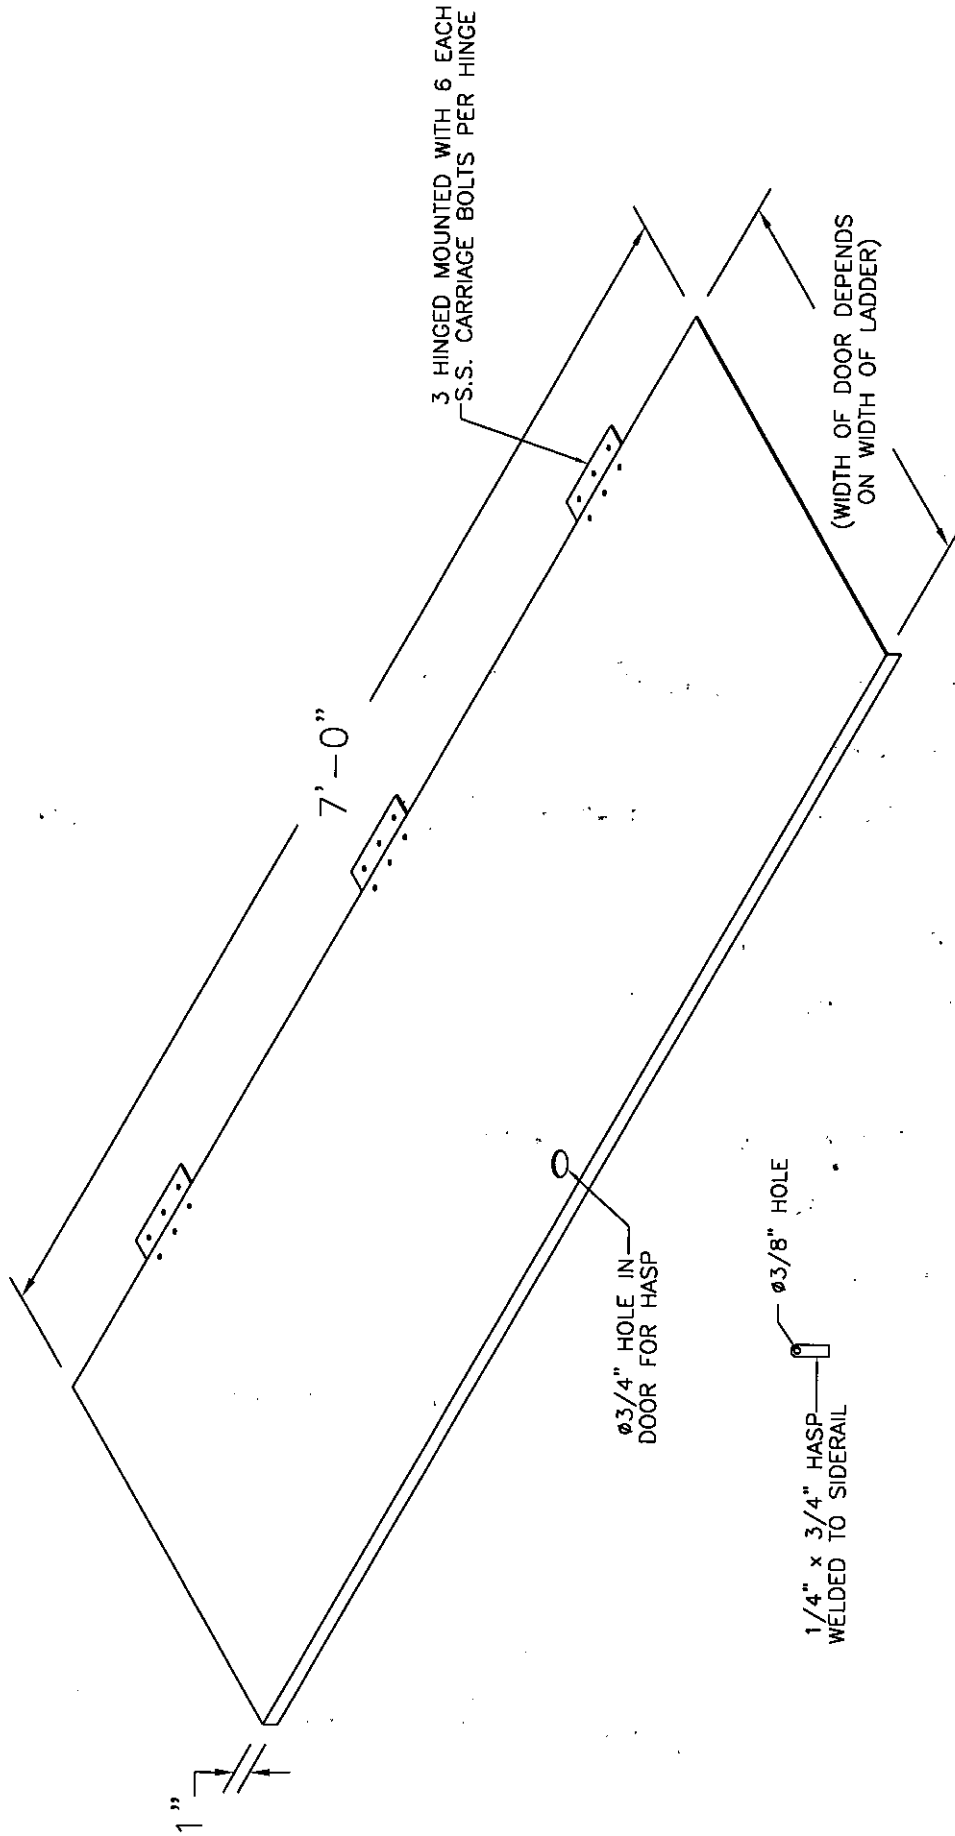 3 HINGED MOUNTED WITH 6 EACH
S.S. CARRIAGE BOLTS PER HINGE
7'-0"
(WIDTH OF DOOR DEPENDS
ON WIDTH OF LADDER)
1"
ø3/4" HOLE IN
DOOR FOR HASP
ø3/8" HOLE
1/4" x 3/4" HASP
WELDED TO SIDERAIL